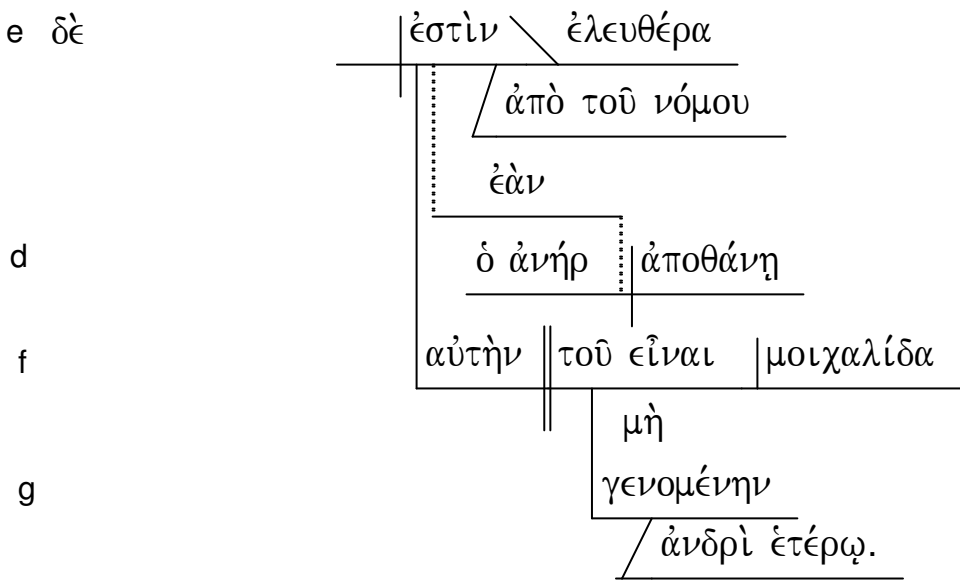 e δὲ ἐστὶν ἐλευθέρα
ἀπὸ τοῦ νόμου
ἐὰν
d ὁ ἀνήρ ἀποθάνῃ
f αὐτὴν τοῦ εἶναι μοιχαλίδα
μὴ
g γενομένην
ἀνδρὶ ἑτέρῳ.